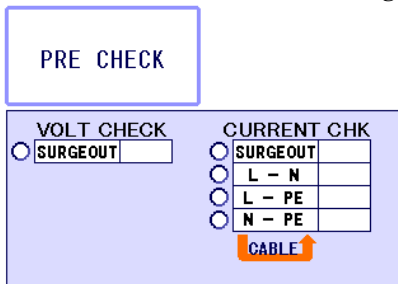 PRE CHECK
VOLT CHECK
SURGEOUT
CURRENT CHK
SURGEOUT
L - N
L - PE
N - PE
CABLE